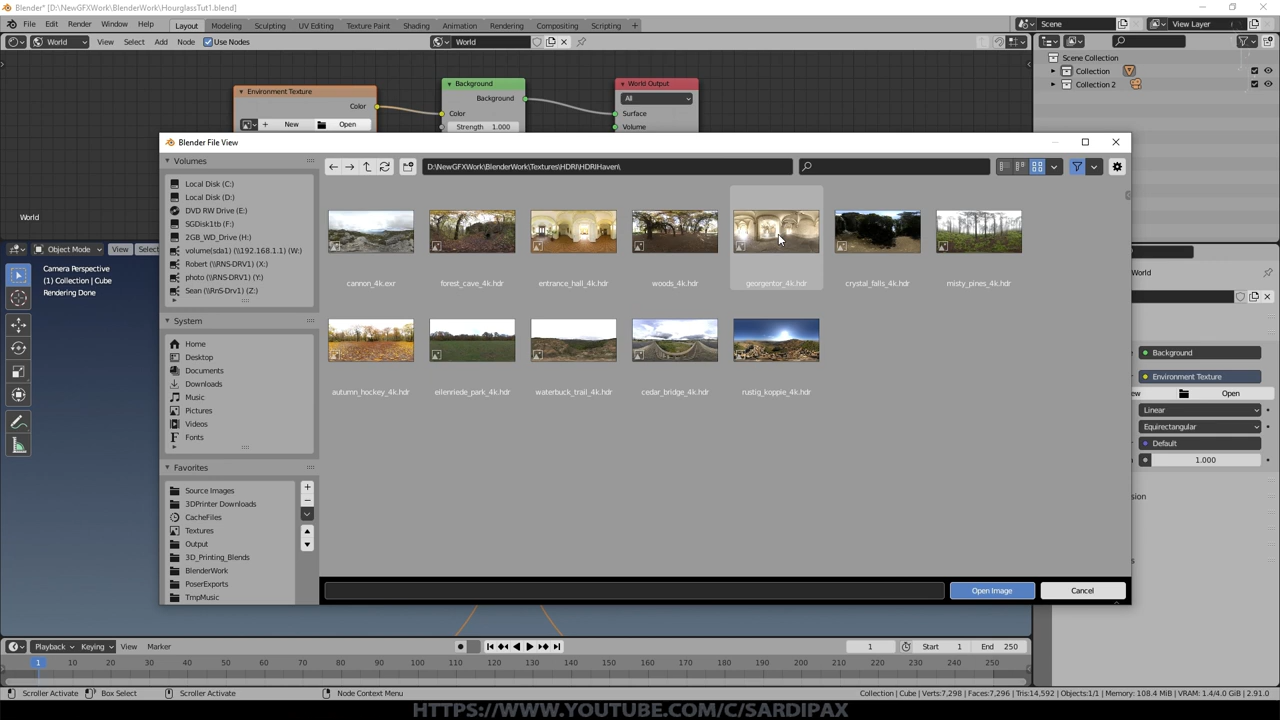 Blender* [D:\NewGFXWork\BlenderWork\HourglassTut1.blend]
File Edit Render Window Help Layout Modeling Sculpting UV Editing Texture Paint Shading Animation Rendering Compositing Scripting + Scene View Layer
World View Select Add Node Use Nodes World
Scene Collection
Collection
Collection 2
Environment Texture
Color
New Open
Background
Background
Color
Strength 1.000
World Output
All
Surface
Volume
World
Object Mode View Select
Camera Perspective
(1) Collection | Cube
Rendering Done
Blender File View
Volumes
Local Disk (C:)
Local Disk (D:)
DVD RW Drive (E:)
SGDisk1tb (F:)
2GB_WD_Drive (H:)
volume(sda1) (\\192.168.1.1) (W:)
Robert (\\RNS-DRV1) (X:)
photo (\\RNS-DRV1) (Y:)
Sean (\\RnS-Drv1) (Z:)
System
Home
Desktop
Documents
Downloads
Music
Pictures
Videos
Fonts
Favorites
Source Images
3DPrinter Downloads
CacheFiles
Textures
Output
3D_Printing_Blends
BlenderWork
PoserExports
TmpMusic
D:\NewGFXWork\BlenderWork\Textures\HDRI\HDRIHaven\
cannon_4k.exr forest_cave_4k.hdr entrance_hall_4k.hdr woods_4k.hdr georgentor_4k.hdr crystal_falls_4k.hdr misty_pines_4k.hdr
autumn_hockey_4k.hdr eilenriede_park_4k.hdr waterbuck_trail_4k.hdr cedar_bridge_4k.hdr rustig_koppie_4k.hdr
Open Image Cancel
World
Background
Environment Texture
ew Open
Linear
Equirectangular
Default
1.000
Playback Keying View Marker 1 Start 1 End 250
1 10 20 30 40 50 60 70 80 90 100 110 120 130 140 150 160 170 180 190 200 210 220 230 240 250
Scroller Activate Box Select Scroller Activate Node Context Menu Collection | Cube | Verts:7,298 | Faces:7,296 | Tris:14,592 | Objects:1/1 | Memory: 108.4 MiB | VRAM: 1.4/4.0 GiB | 2.91.0
HTTPS://WWW.YOUTUBE.COM/C/SARDIPAX